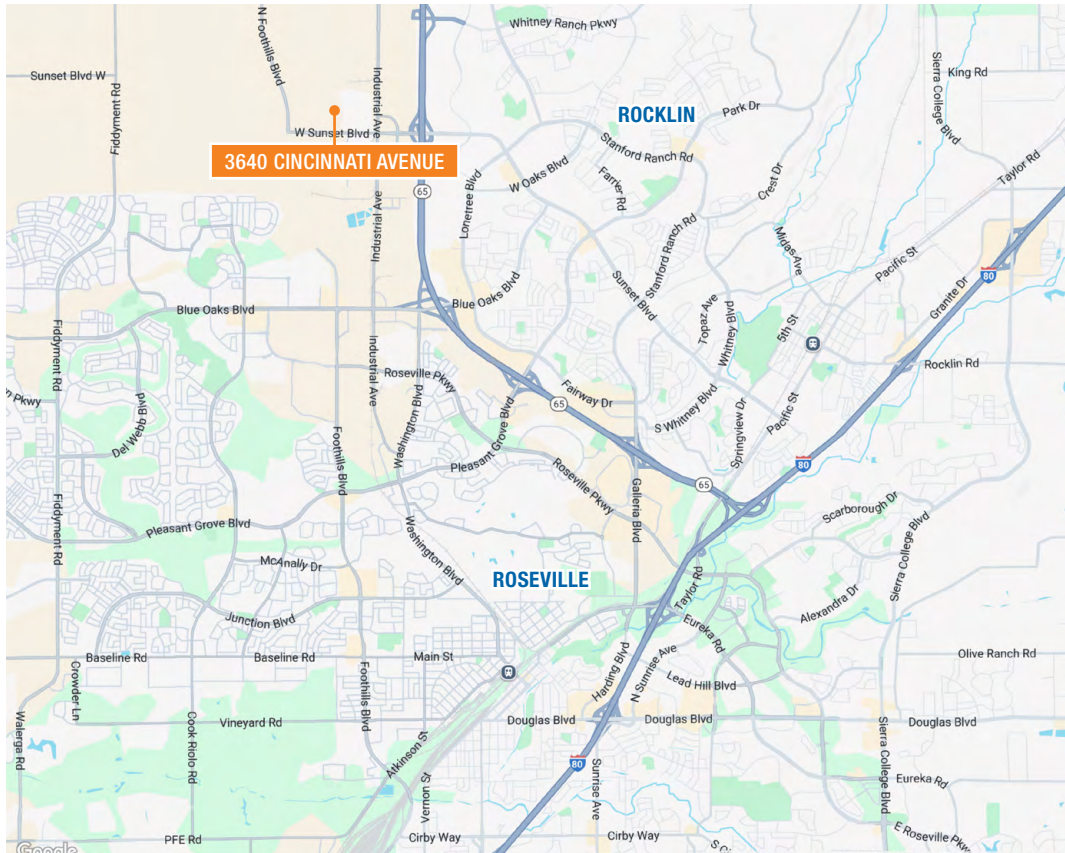 Whitney Ranch Pkwy
N Foothills Blvd
Sunset Blvd W
Fiddyment Rd
Industrial Ave
Sierra College Blvd
King Rd
ROCKLIN
Park Dr
W Sunset Blvd
3640 CINCINNATI AVENUE
Stanford Ranch Rd
Taylor Rd
W Oaks Blvd
Farrier Rd
Crest Dr
65
Lonetree Blvd
Industrial Ave
Stanford Ranch Rd
Midas Ave
Pacific St
80
Granite Dr
Sunset Blvd
Blue Oaks Blvd
Blue Oaks Blvd
Topaz Ave
Whitney Blvd
5th St
Fiddyment Rd
Industrial Ave
Roseville Pkwy
Rocklin Rd
Fairway Dr
65
n Pkwy
Del Webb Blvd
Washington Blvd
Pleasant Grove Blvd
S Whitney Blvd
Springview Dr
Pacific St
Foothills Blvd
80
Roseville Pkwy
Galleria Blvd
65
Fiddyment Rd
Pleasant Grove Blvd
Washington Blvd
Scarborough Dr
Sierra College Blvd
McAnally Dr
ROSEVILLE
Taylor Rd
Junction Blvd
Alexandra Dr
Eureka Rd
Baseline Rd
Baseline Rd
Main St
Olive Ranch Rd
Crowder Ln
Foothills Blvd
Harding Blvd
N Sunrise Ave
Lead Hill Blvd
Walerga Rd
Cook Riolo Rd
Vineyard Rd
Douglas Blvd
Douglas Blvd
Douglas Blvd
Atkinson St
80
Sierra College Blvd
Vernon St
Sunrise Ave
Eureka Rd
PFE Rd
Cirby Way
Cirby Way
E Roseville Pkw
Google